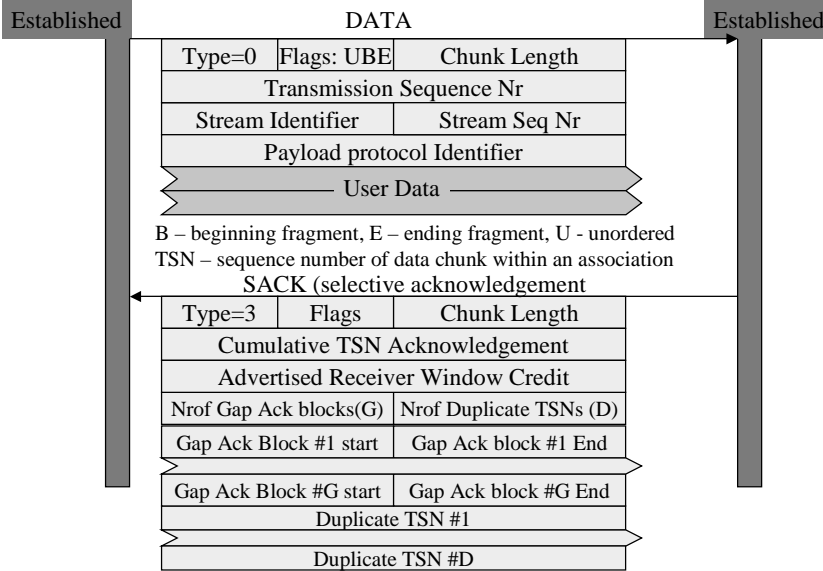 Established DATA Established
Type=0 Flags: UBE Chunk Length
Transmission Sequence Nr
Stream Identifier Stream Seq Nr
Payload protocol Identifier
User Data
B – beginning fragment, E – ending fragment, U - unordered
TSN – sequence number of data chunk within an association
SACK (selective acknowledgement
Type=3 Flags Chunk Length
Cumulative TSN Acknowledgement
Advertised Receiver Window Credit
Nrof Gap Ack blocks(G) Nrof Duplicate TSNs (D)
Gap Ack Block #1 start Gap Ack block #1 End
Gap Ack Block #G start Gap Ack block #G End
Duplicate TSN #1
Duplicate TSN #D